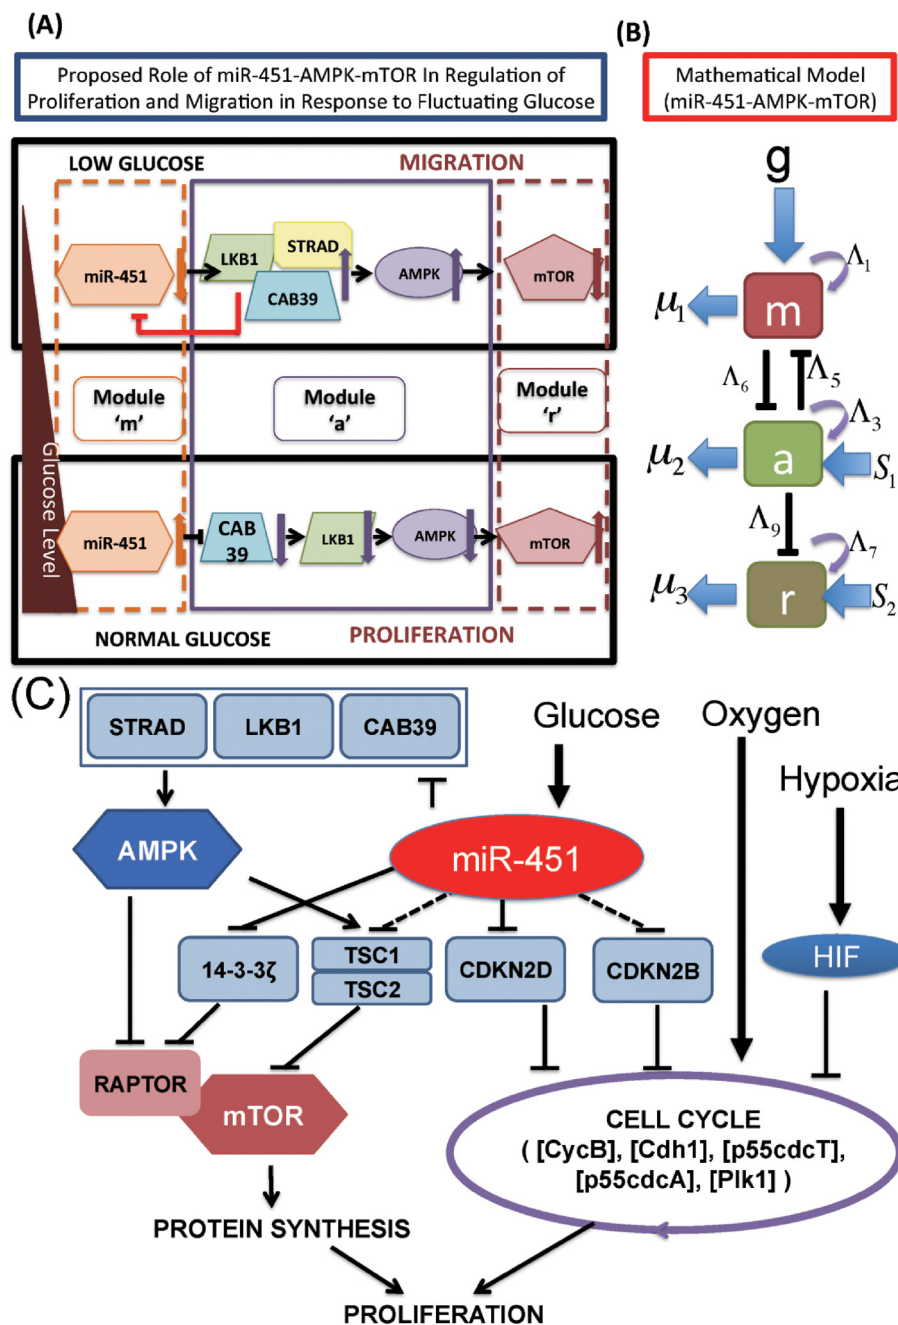 (A)
Proposed Role of miR-451-AMPK-mTOR In Regulation of
Proliferation and Migration in Response to Fluctuating Glucose
LOW GLUCOSE
MIGRATION
miR-451
LKB1
STRAD
CAB39
AMPK
mTOR
Module
'm'
Module
'a'
Module
'r'
Glucose Level
miR-451
CAB
39
LKB1
AMPK
mTOR
NORMAL GLUCOSE
PROLIFERATION
(B)
Mathematical Model
(miR-451-AMPK-mTOR)
g
Λ1
μ1
m
Λ6
Λ5
Λ3
μ2
a
S1
Λ9
Λ7
μ3
r
S2
(C)
STRAD
LKB1
CAB39
Glucose
Oxygen
Hypoxia
AMPK
miR-451
14-3-3ζ
TSC1
TSC2
CDKN2D
CDKN2B
HIF
RAPTOR
mTOR
CELL CYCLE
( [CycB], [Cdh1], [p55cdcT],
[p55cdcA], [Plk1] )
PROTEIN SYNTHESIS
PROLIFERATION